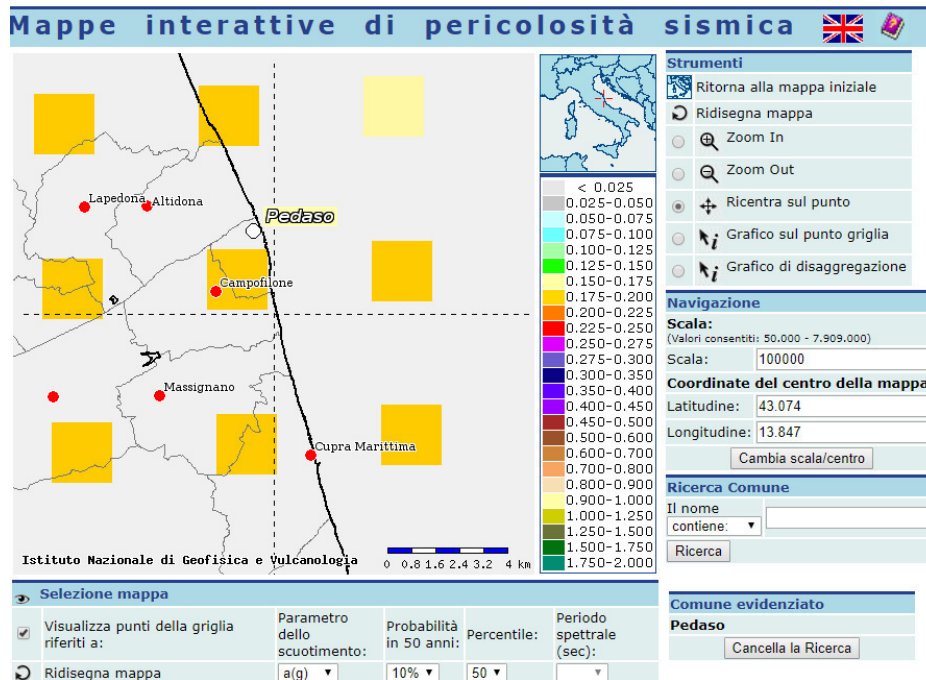 Mappe interattive di pericolosità sismica
Lapedona
Altidona
Pedaso
Campofilone
Massignano
Cupra Marittima
Istituto Nazionale di Geofisica e Vulcanologia
0 0.8 1.6 2.4 3.2 4 km
< 0.025
0.025-0.050
0.050-0.075
0.075-0.100
0.100-0.125
0.125-0.150
0.150-0.175
0.175-0.200
0.200-0.225
0.225-0.250
0.250-0.275
0.275-0.300
0.300-0.350
0.350-0.400
0.400-0.450
0.450-0.500
0.500-0.600
0.600-0.700
0.700-0.800
0.800-0.900
0.900-1.000
1.000-1.250
1.250-1.500
1.500-1.750
1.750-2.000
Strumenti
Ritorna alla mappa iniziale
Ridisegna mappa
Zoom In
Zoom Out
Ricentra sul punto
Grafico sul punto griglia
Grafico di disaggregazione
Navigazione
Scala:
(Valori consentiti: 50.000 - 7.909.000)
Scala: 100000
Coordinate del centro della mappa
Latitudine: 43.074
Longitudine: 13.847
Cambia scala/centro
Ricerca Comune
Il nome
contiene:
Ricerca
Comune evidenziato
Pedaso
Cancella la Ricerca
Selezione mappa
Visualizza punti della griglia
riferiti a:
Parametro
dello
scuotimento:
Probabilità
in 50 anni:
Percentile:
Periodo
spettrale
(sec):
Ridisegna mappa
a(g)
10%
50